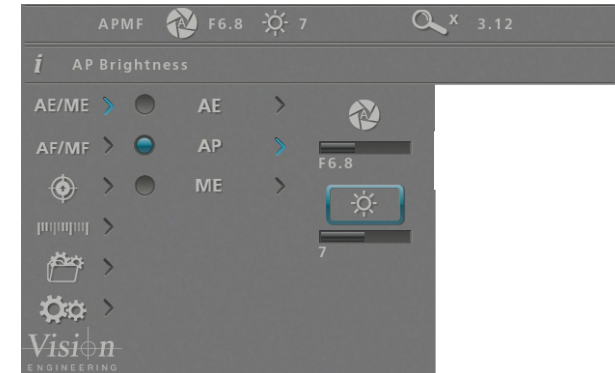 APMF A F6.8 7 x 3.12
i AP Brightness
AE/ME AE A
AF/MF AP F6.8
ME
7
Vision
ENGINEERING